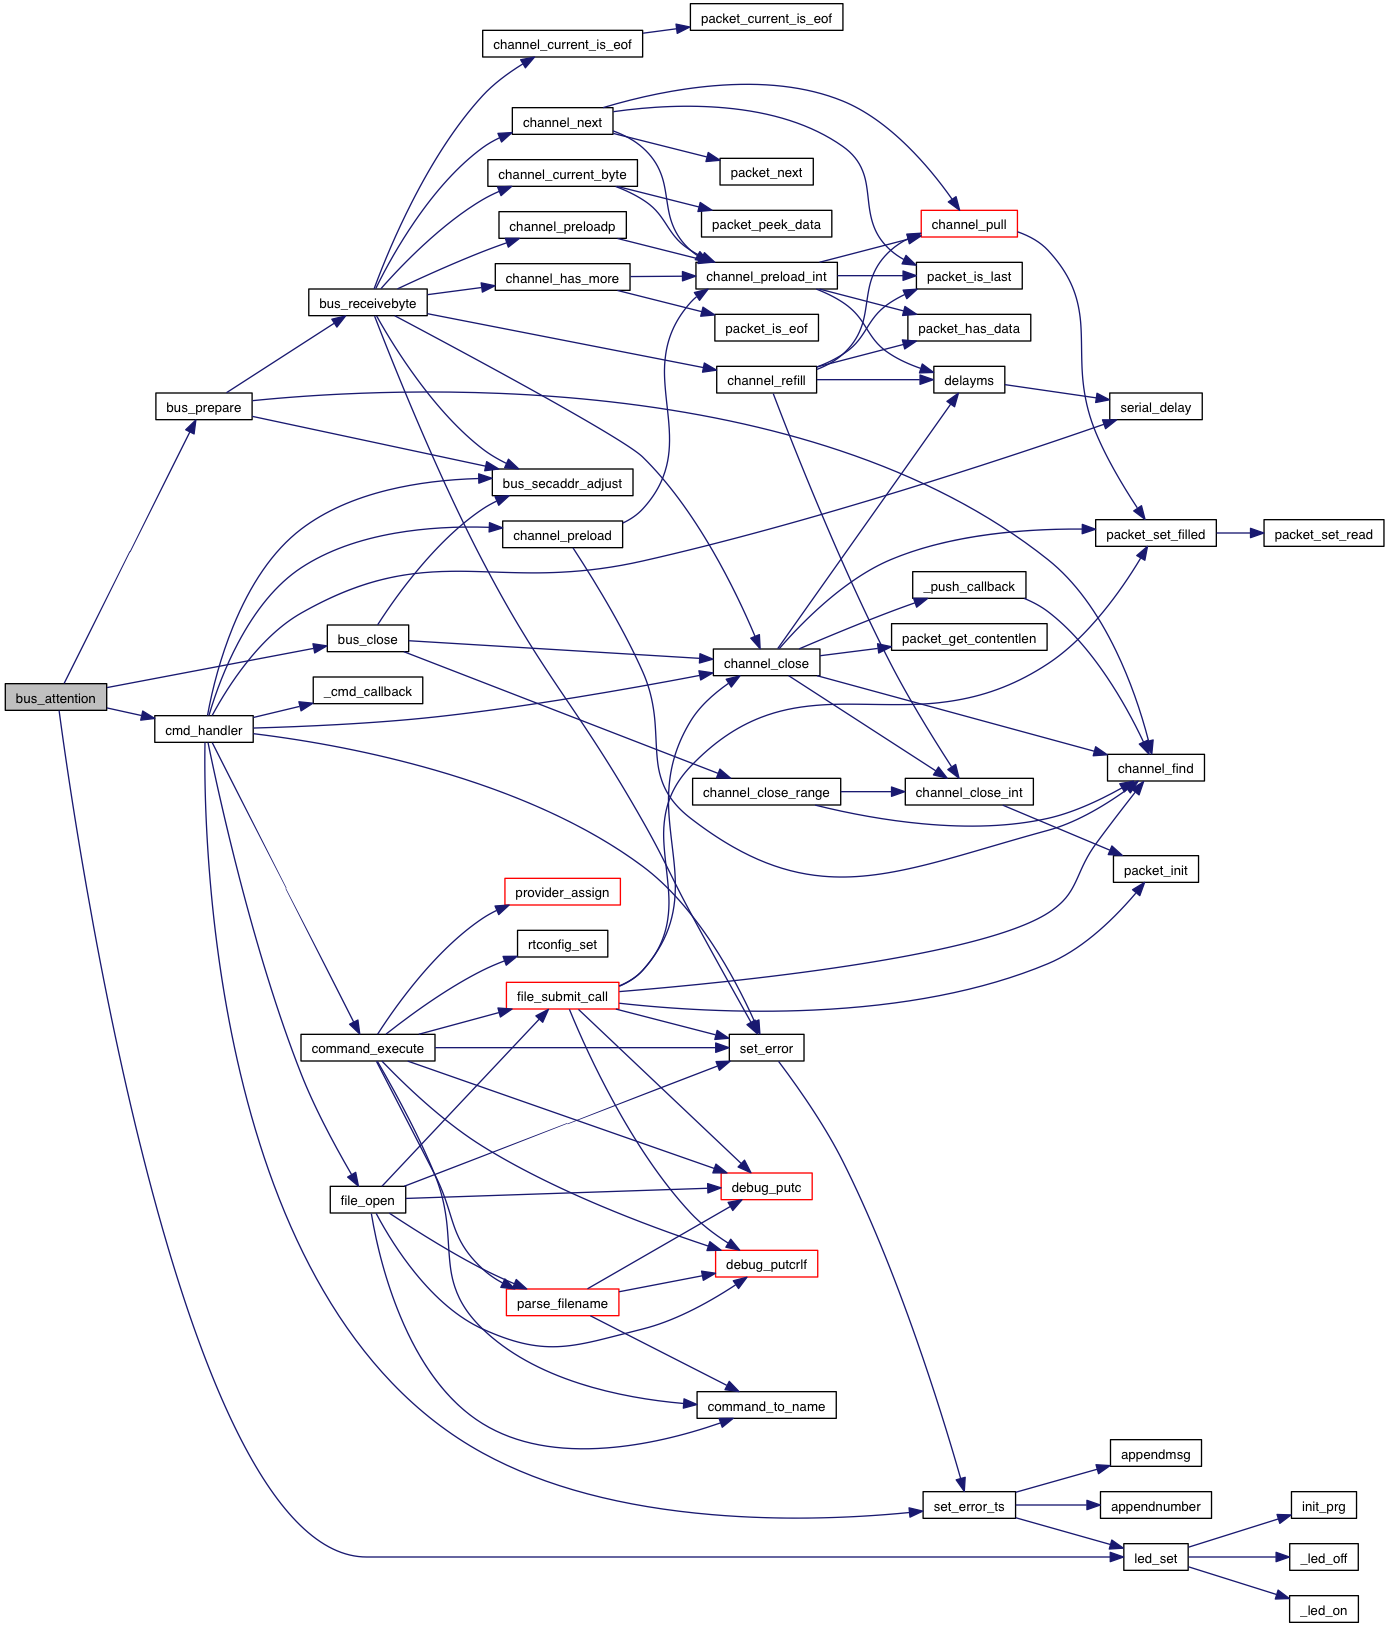 packet_current_is_eof
channel_current_is_eof
channel_next
packet_next
channel_current_byte
packet_peek_data
channel_preloadp
channel_pull
channel_has_more
channel_preload_int
packet_is_last
bus_receivebyte
packet_is_eof
packet_has_data
channel_refill
delayms
bus_prepare
serial_delay
bus_secaddr_adjust
channel_preload
packet_set_filled
packet_set_read
_push_callback
bus_close
packet_get_contentlen
channel_close
bus_attention
_cmd_callback
cmd_handler
channel_find
channel_close_range
channel_close_int
packet_init
provider_assign
rtconfig_set
file_submit_call
command_execute
set_error
debug_putc
file_open
debug_putcrlf
parse_filename
command_to_name
appendmsg
set_error_ts
appendnumber
init_prg
led_set
_led_off
_led_on